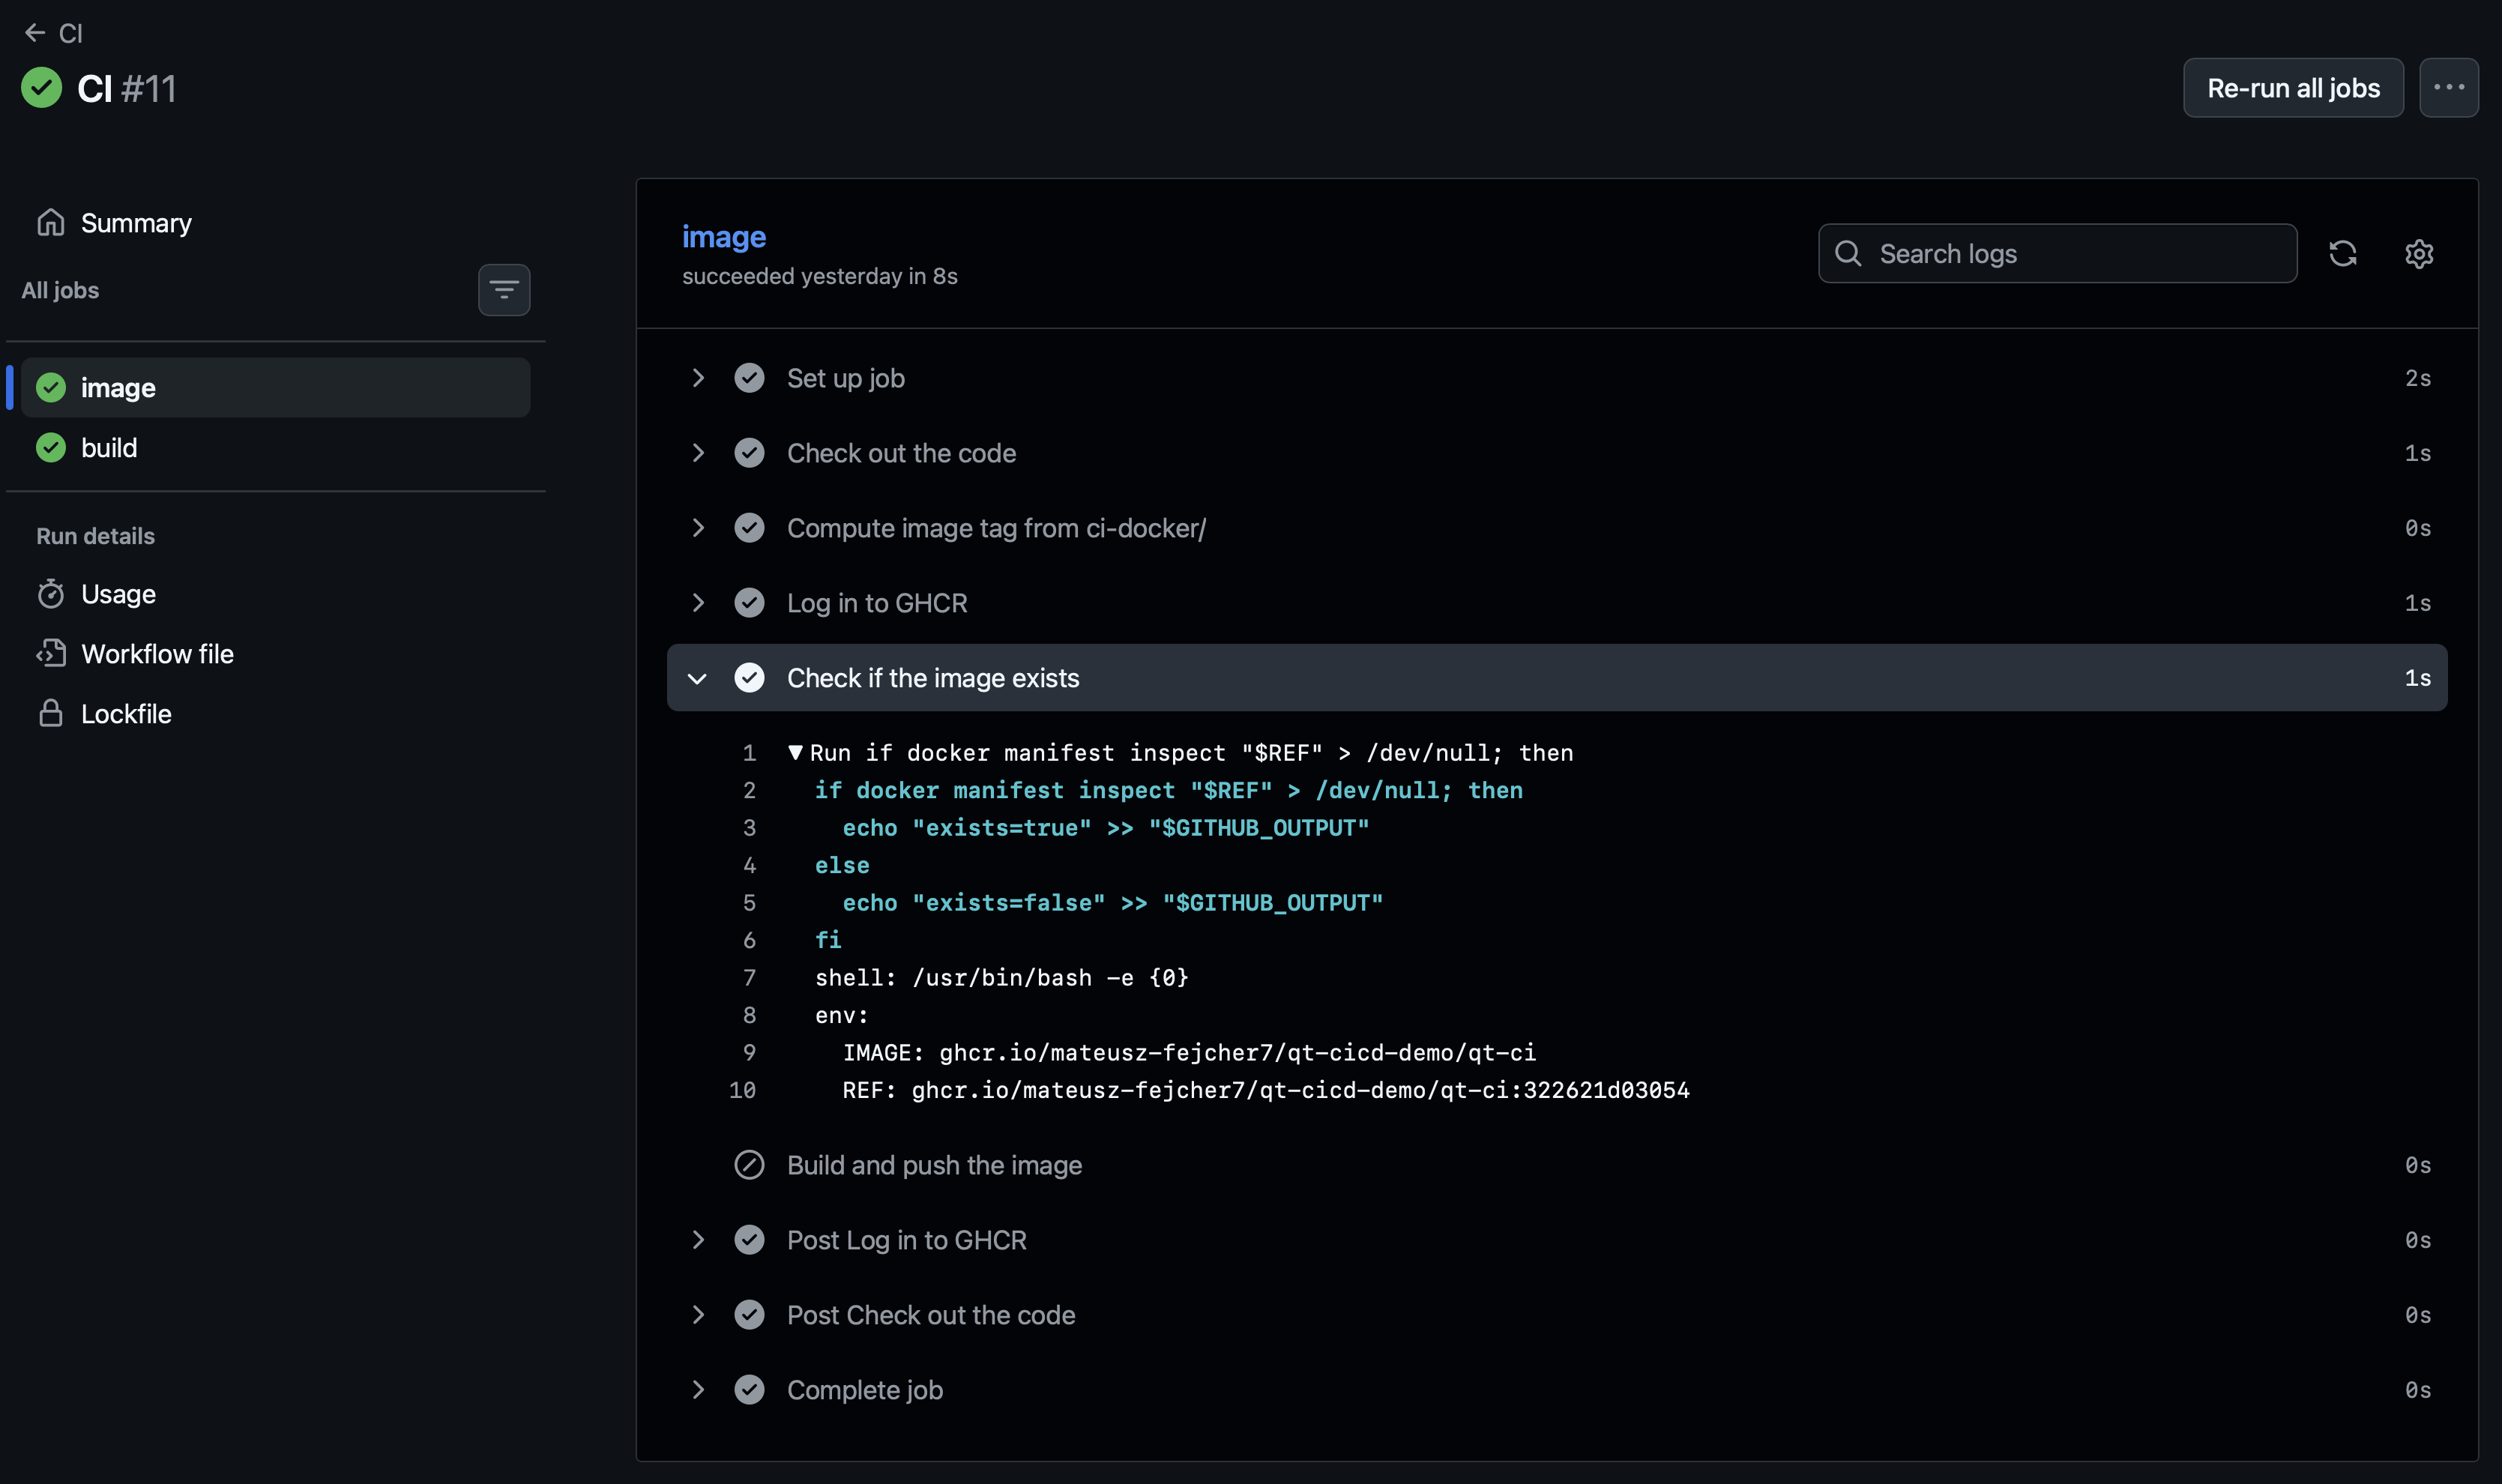 CI
CI #11
Re-run all jobs
Summary
All jobs
image
build
Run details
Usage
Workflow file
Lockfile
image
succeeded yesterday in 8s
Search logs
Set up job 2s
Check out the code 1s
Compute image tag from ci-docker/ 0s
Log in to GHCR 1s
Check if the image exists 1s
1 ▼Run if docker manifest inspect "$REF" > /dev/null; then
2 if docker manifest inspect "$REF" > /dev/null; then
3 echo "exists=true" >> "$GITHUB_OUTPUT"
4 else
5 echo "exists=false" >> "$GITHUB_OUTPUT"
6 fi
7 shell: /usr/bin/bash -e {0}
8 env:
9 IMAGE: ghcr.io/mateusz-fejcher7/qt-cicd-demo/qt-ci
10 REF: ghcr.io/mateusz-fejcher7/qt-cicd-demo/qt-ci:322621d03054
Build and push the image 0s
Post Log in to GHCR 0s
Post Check out the code 0s
Complete job 0s